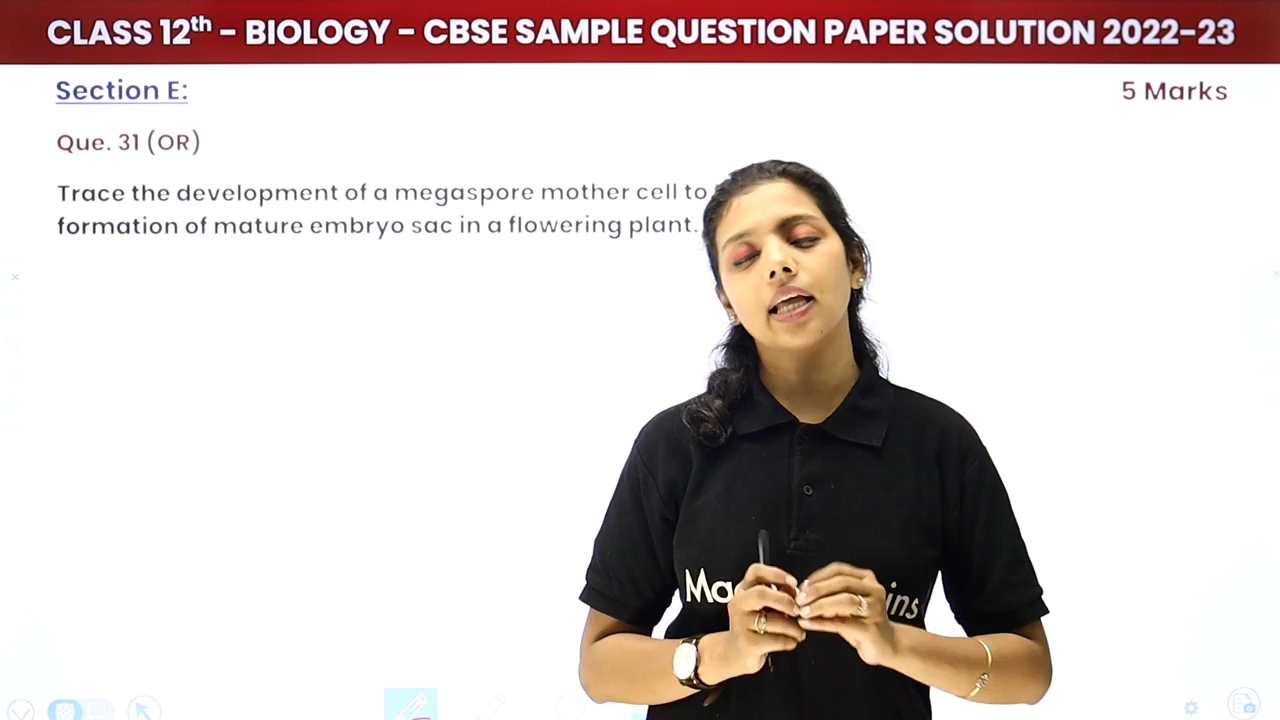 CLASS 12th – BIOLOGY – CBSE SAMPLE QUESTION PAPER SOLUTION 2022–23
Section E:
5 Marks
Que. 31 (OR)
Trace the development of a megaspore mother cell to
formation of mature embryo sac in a flowering plant.